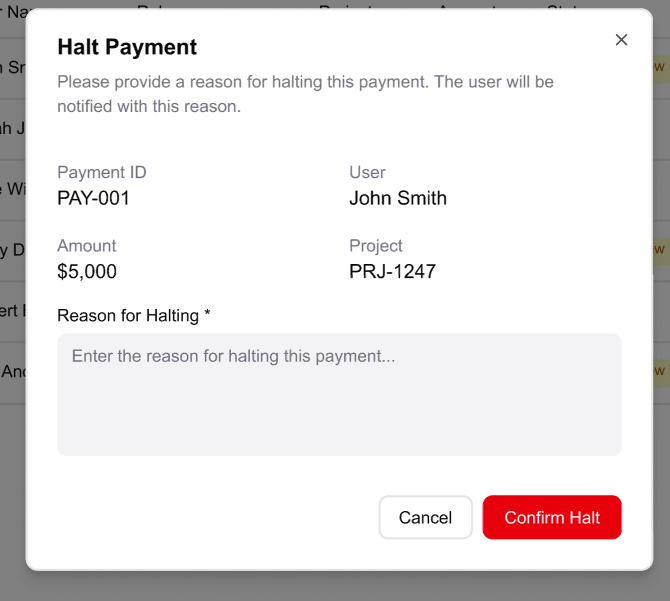 Halt Payment
Please provide a reason for halting this payment. The user will be
notified with this reason.
Payment ID
User
PAY-001
John Smith
Amount
Project
$5,000
PRJ-1247
Reason for Halting *
Enter the reason for halting this payment...
Cancel
Confirm Halt